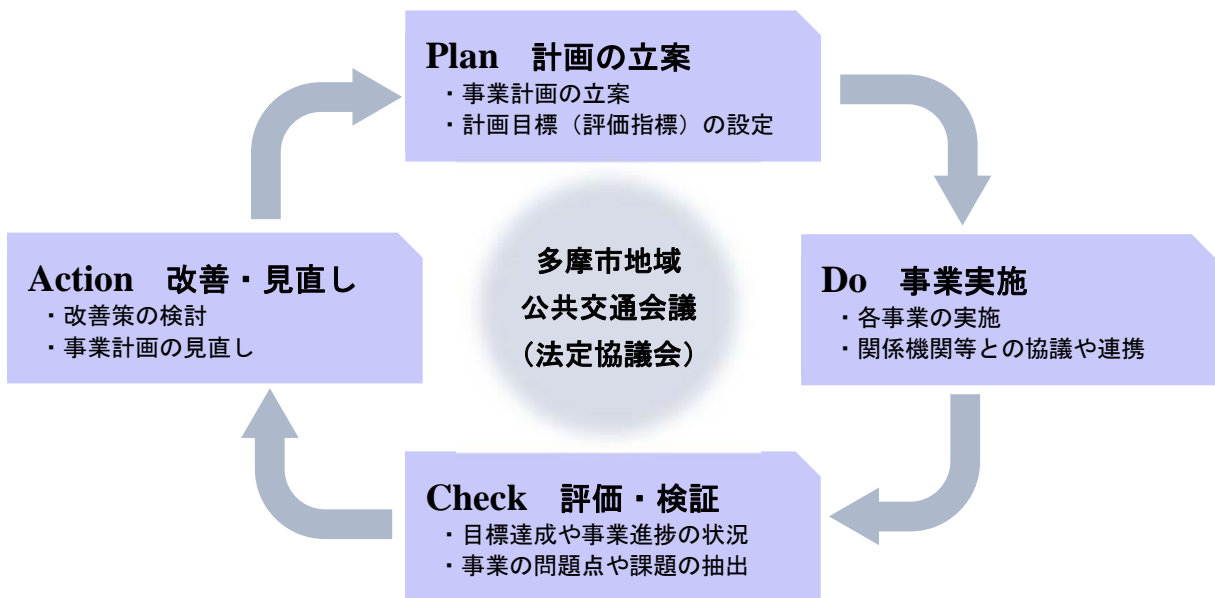 Plan 計画の立案
・事業計画の立案
・計画目標（評価指標）の設定
Action 改善・見直し
・改善策の検討
・事業計画の見直し
多摩市地域
公共交通会議
（法定協議会）
Do 事業実施
・各事業の実施
・関係機関等との協議や連携
Check 評価・検証
・目標達成や事業進捗の状況
・事業の問題点や課題の抽出